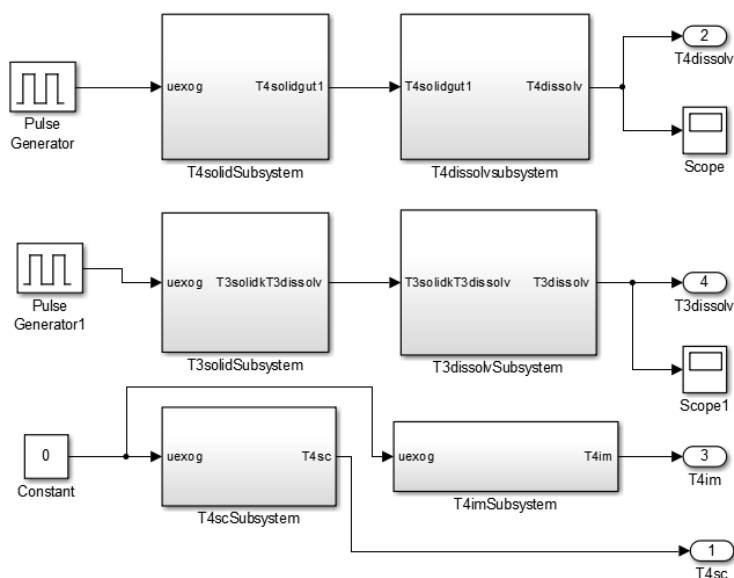 2
T4dissolv
uexog
T4solidgut1
T4solidgut1
T4dissolv
Pulse
Generator
T4solidSubsystem
T4dissolvsubsystem
Scope
uexog
T3solidkT3dissolv
T3solidkT3dissolv
T3dissolv
4
T3dissolv
Pulse
Generator1
T3solidSubsystem
T3dissolvSubsystem
Scope1
0
Constant
uexog
T4sc
T4scSubsystem
uexog
T4im
T4imSubsystem
3
T4im
1
T4sc